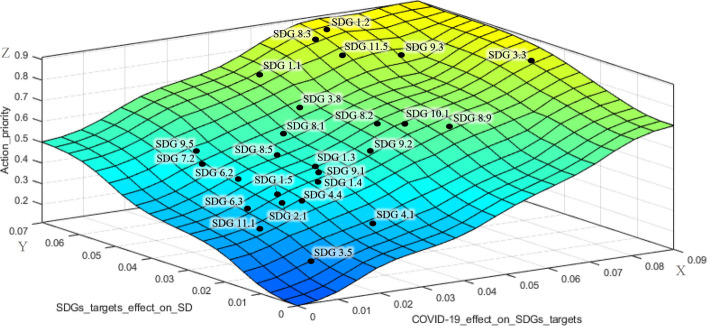 SDG 1.2
SDG 8.3
SDG 11.5
SDG 9.3
SDG 3.3
SDG 1.1
SDG 3.8
SDG 8.2
SDG 10.1
SDG 8.9
SDG 8.1
SDG 9.5
SDG 7.2
SDG 8.5
SDG 9.2
SDG 6.2
SDG 1.3
SDG 9.1
SDG 1.4
SDG 1.5
SDG 4.4
SDG 6.3
SDG 2.1
SDG 11.1
SDG 4.1
SDG 3.5
Z
0.9
0.8
0.7
0.6
0.5
0.4
0.3
0.2
Action_priority
0.07
0.06
0.05
0.04
0.03
0.02
0.01
0
Y
SDGs_targets_effect_on_SD
0
0.01
0.02
0.03
0.04
0.05
0.06
0.07
0.08
0.09
X
COVID-19_effect_on_SDGs_targets